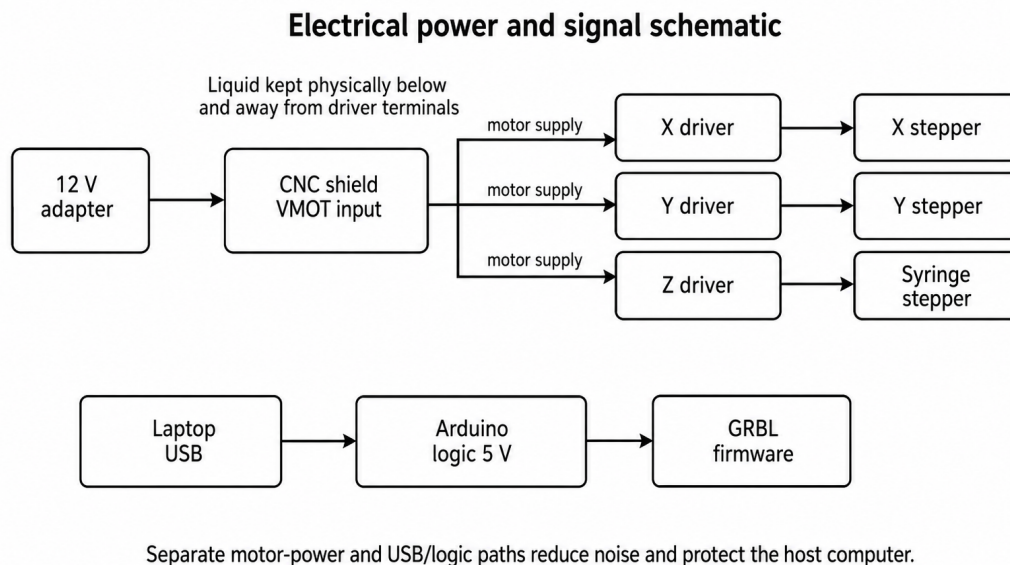 Electrical power and signal schematic
Liquid kept physically below
and away from driver terminals
12 V
adapter
CNC shield
VMOT input
motor supply
X driver
X stepper
motor supply
Y driver
Y stepper
motor supply
Z driver
Syringe
stepper
Laptop
USB
Arduino
logic 5 V
GRBL
firmware
Separate motor-power and USB/logic paths reduce noise and protect the host computer.